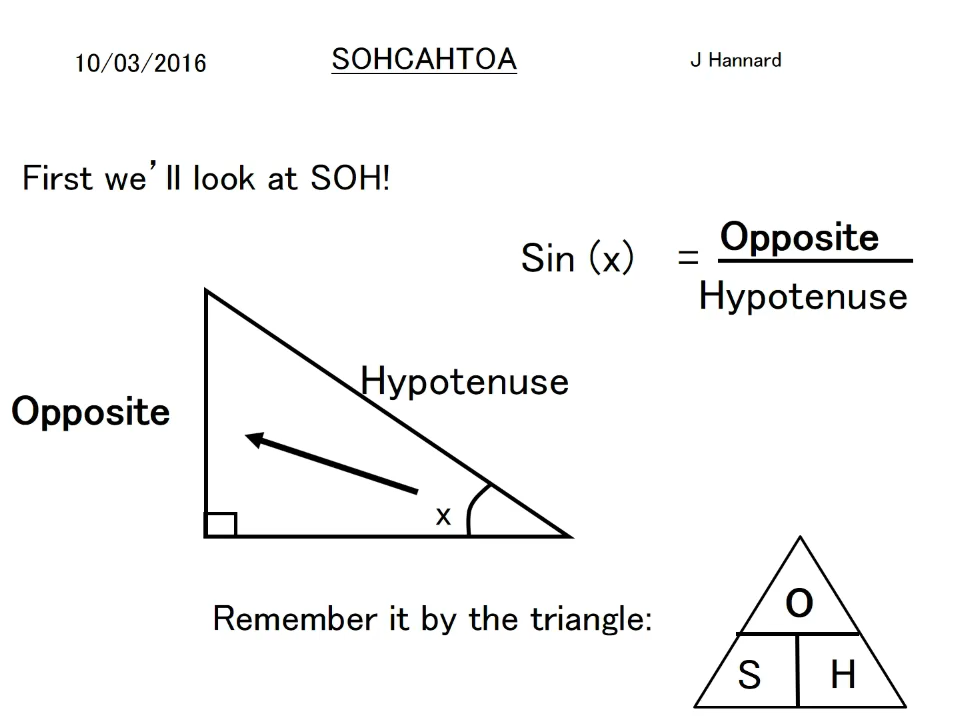 10/03/2016 SOHCAHTOA J Hannard
First we'll look at SOH!
Sin (x) = Opposite
Hypotenuse
Hypotenuse
Opposite
x
Remember it by the triangle:
O
S H